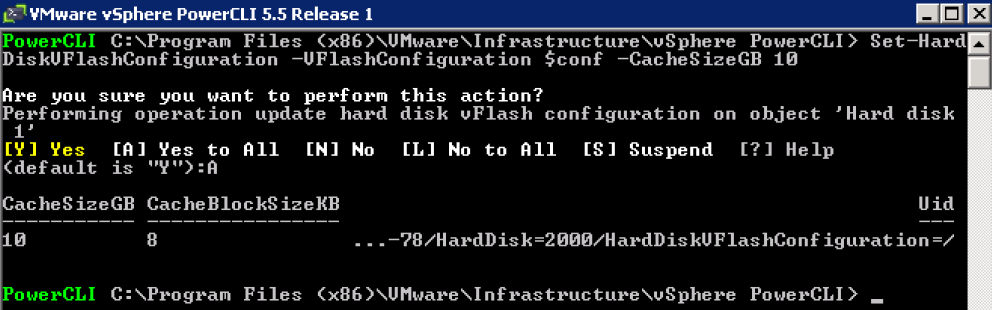 VMware vSphere PowerCLI 5.5 Release 1
PowerCLI C:\Program Files (x86)\VMware\Infrastructure\vSphere PowerCLI> Set-Hard
DiskVFlashConfiguration -VFlashConfiguration $conf -CacheSizeGB 10
Are you sure you want to perform this action?
Performing operation update hard disk vFlash configuration on object 'Hard disk
1'
[Y] Yes [A] Yes to All [N] No [L] No to All [S] Suspend [?] Help
(default is "Y"):A
CacheSizeGB CacheBlockSizeKB Uid
----------- ---------------- ---
10 8 ...-78/HardDisk=2000/HardDiskVFlashConfiguration=/
PowerCLI C:\Program Files (x86)\VMware\Infrastructure\vSphere PowerCLI> _